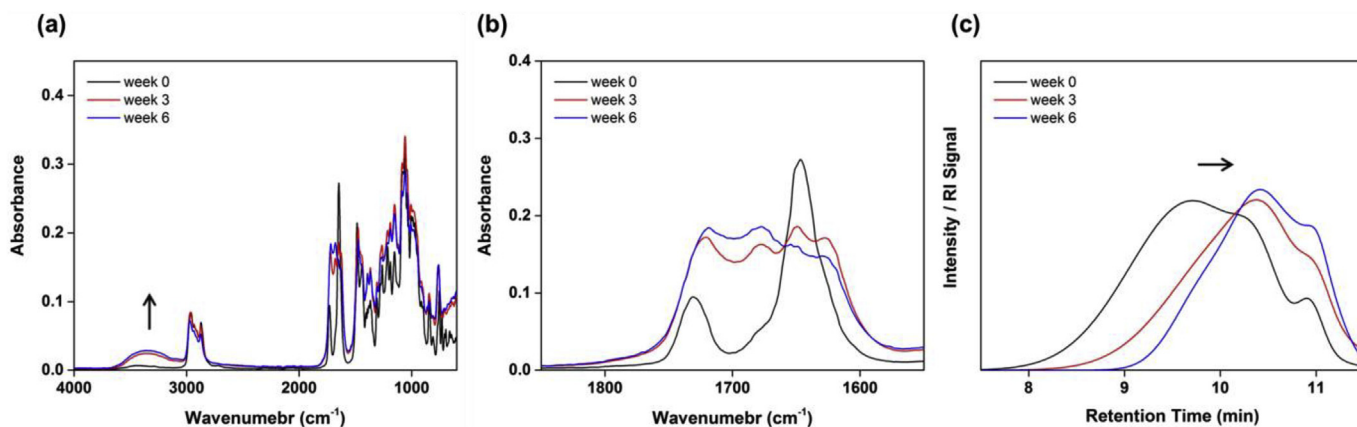 (a)
week 0
week 3
week 6
0.4
0.3
0.2
0.1
0.0
Absorbance
4000 3000 2000 1000
Wavenumebr (cm⁻¹)
(b)
week 0
week 3
week 6
0.4
0.3
0.2
0.1
0.0
Absorbance
1800 1700 1600
Wavenumebr (cm⁻¹)
(c)
week 0
week 3
week 6
Intensity / RI Signal
8 9 10 11
Retention Time (min)